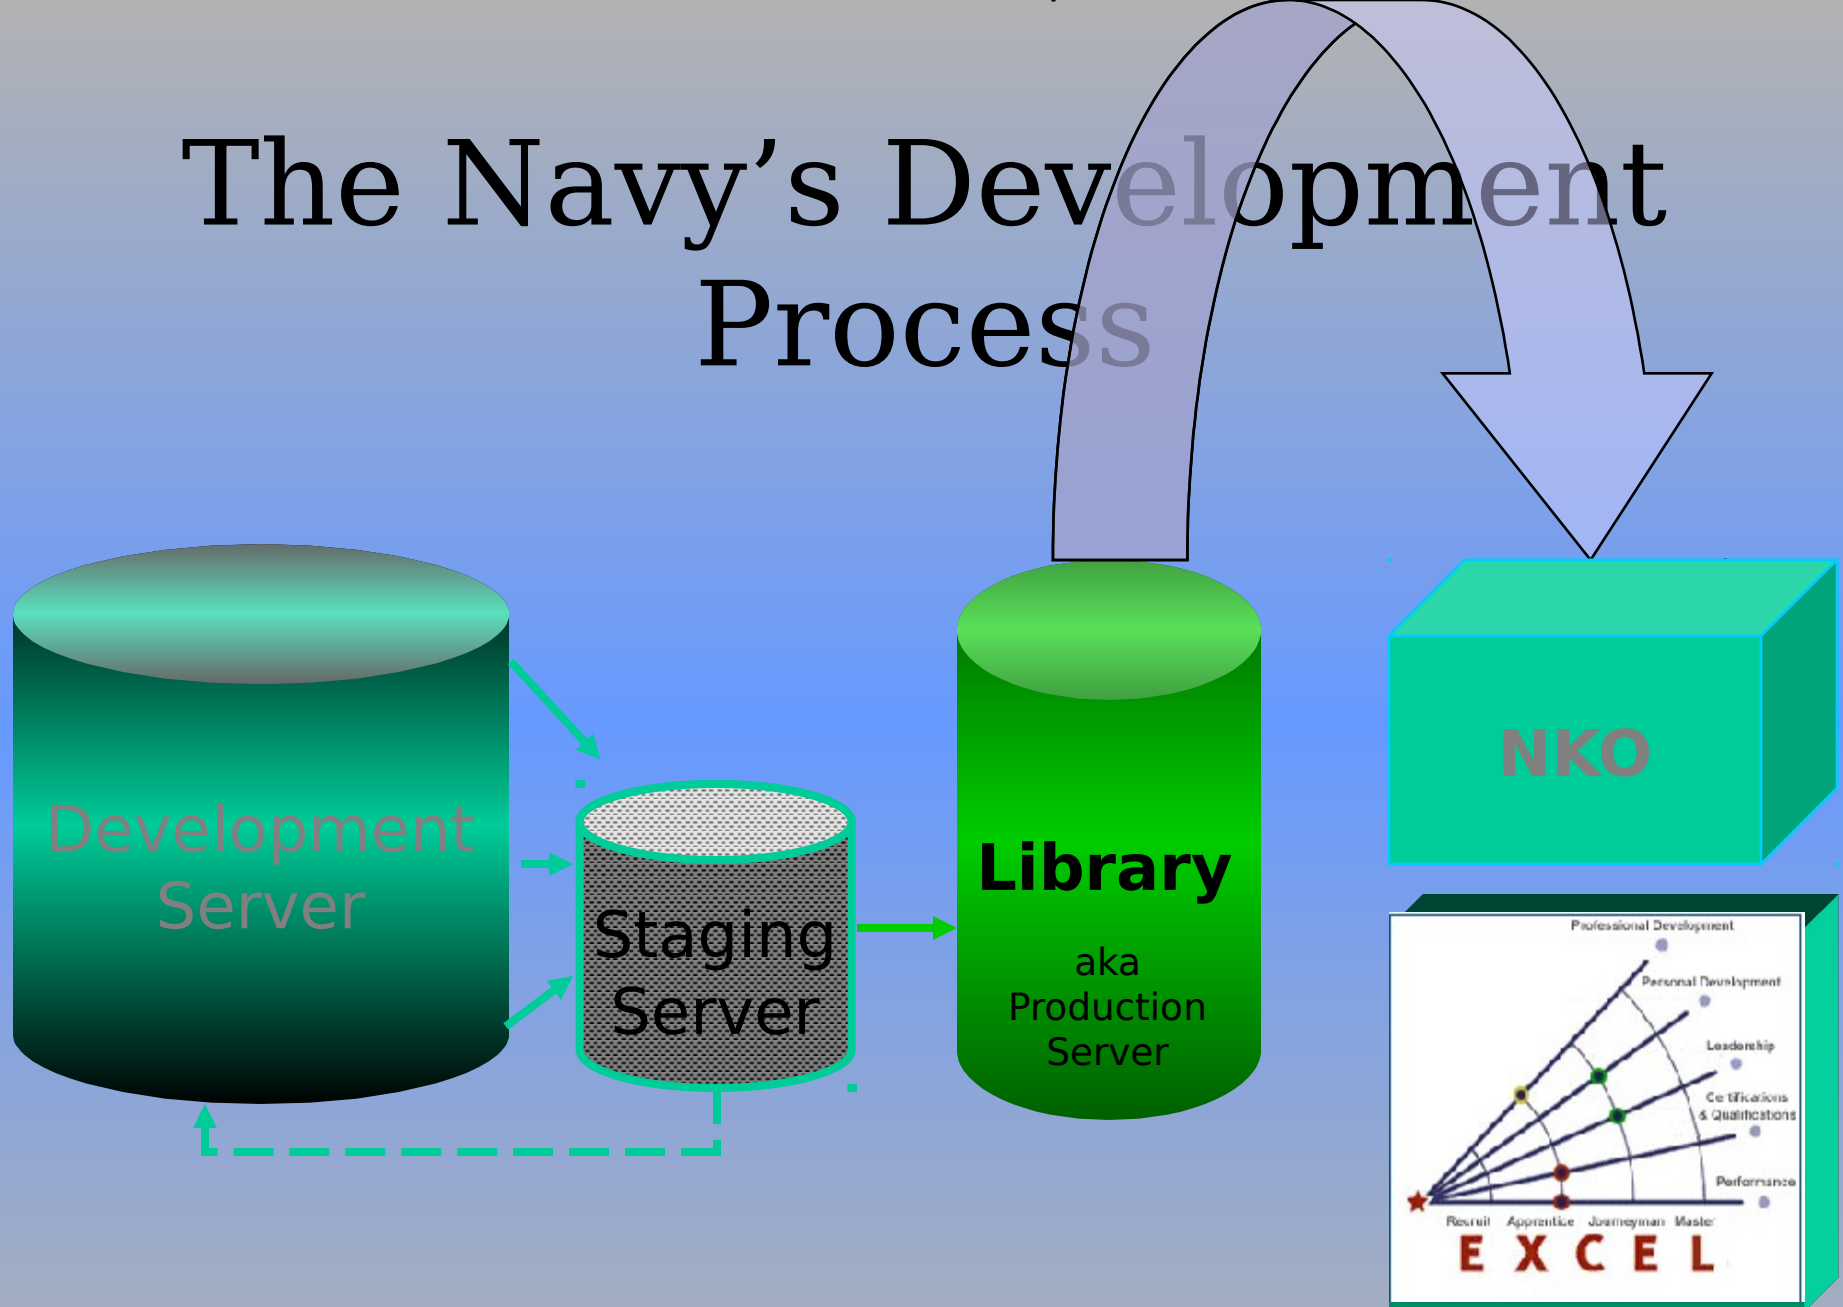 The Navy’s Development
Process
Development
Server
Staging
Server
Library
aka
Production
Server
NKO
Professional Development
Personal Development
Leadership
Certifications
& Qualifications
Performance
Recruit Apprentice Journeyman Master
E X C E L